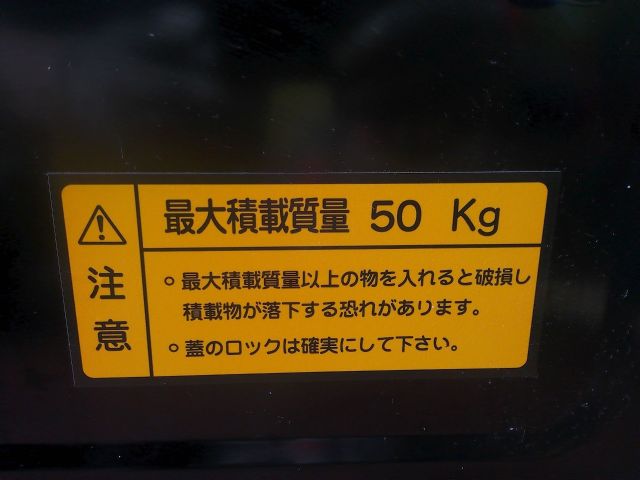 注意
最大積載質量 50 Kg
○ 最大積載質量以上の物を入れると破損し
積載物が落下する恐れがあります。
○ 蓋のロックは確実にして下さい。